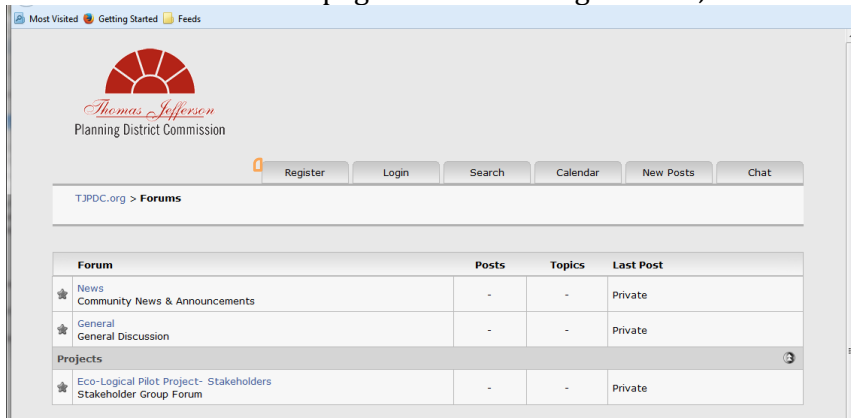 Most Visited Getting Started Feeds
Thomas Jefferson
Planning District Commission
Register Login Search Calendar New Posts Chat
TJPDC.org > Forums
Forum Posts Topics Last Post
News
Community News & Announcements - - Private
General
General Discussion - - Private
Projects
Eco-Logical Pilot Project- Stakeholders
Stakeholder Group Forum - - Private